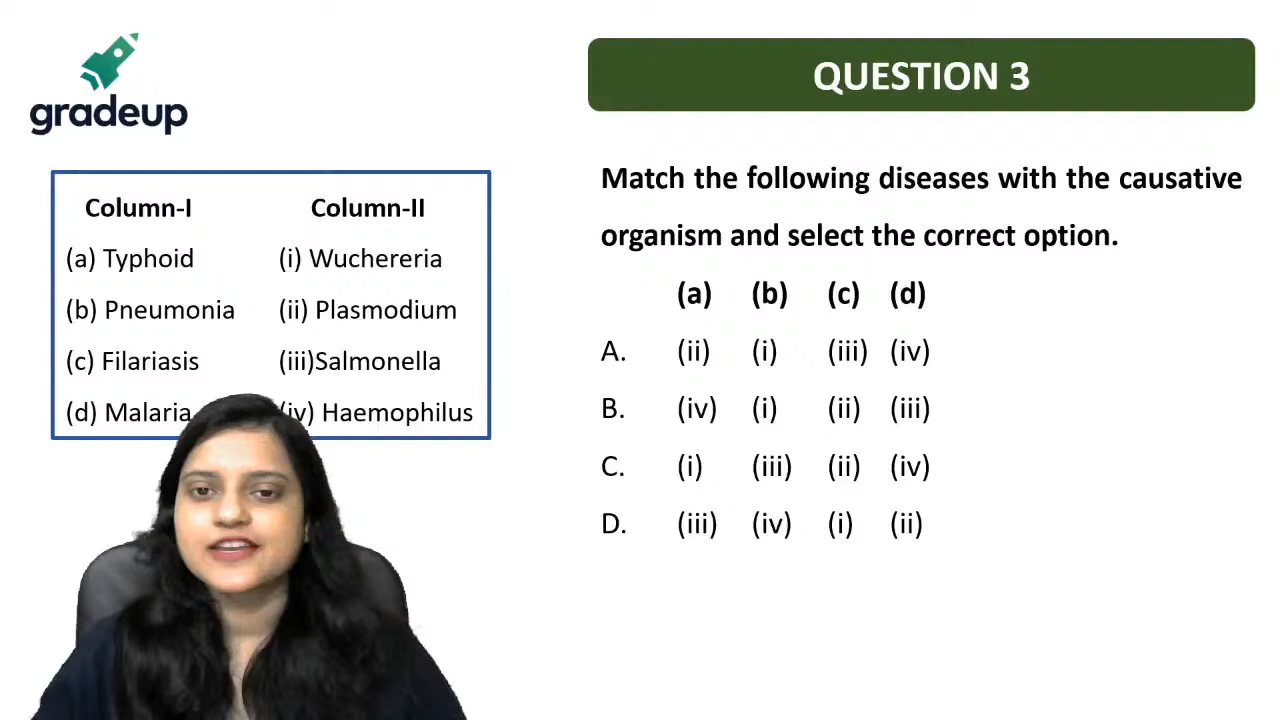 gradeup
QUESTION 3
Column-I Column-II
(a) Typhoid (i) Wuchereria
(b) Pneumonia (ii) Plasmodium
(c) Filariasis (iii)Salmonella
(d) Malaria (iv) Haemophilus
Match the following diseases with the causative
organism and select the correct option.
(a) (b) (c) (d)
A. (ii) (i) (iii) (iv)
B. (iv) (i) (ii) (iii)
C. (i) (iii) (ii) (iv)
D. (iii) (iv) (i) (ii)